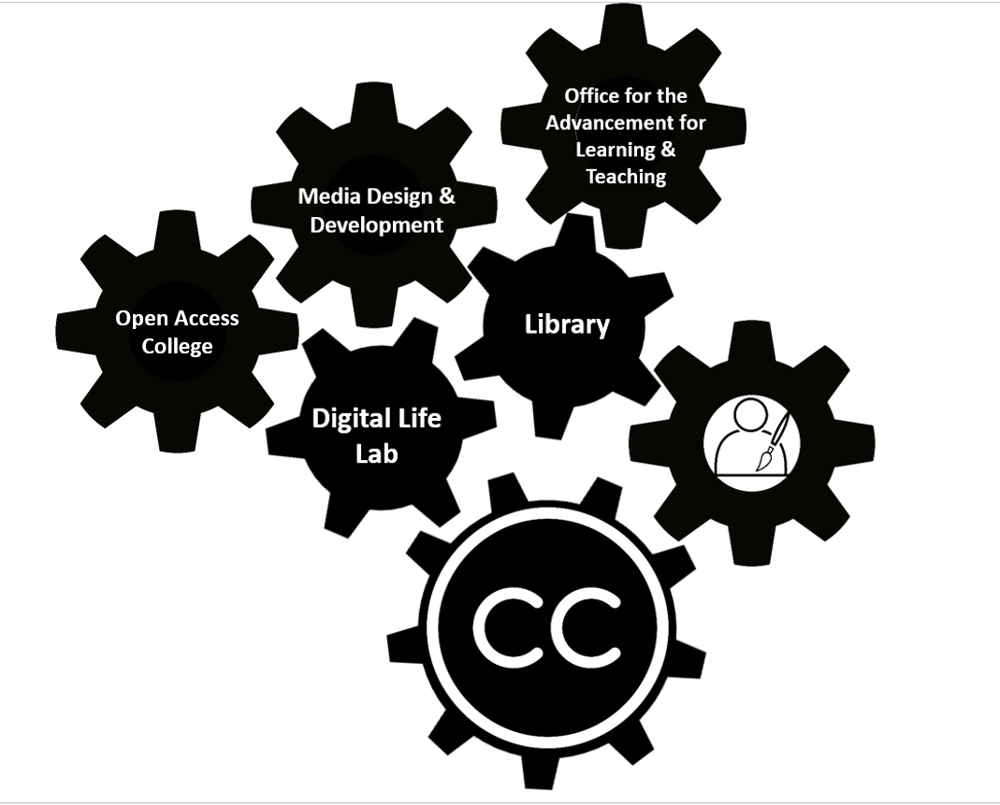 Office for the
Advancement for
Learning &
Teaching
Media Design &
Development
Open Access
College
Library
Digital Life
Lab
CC